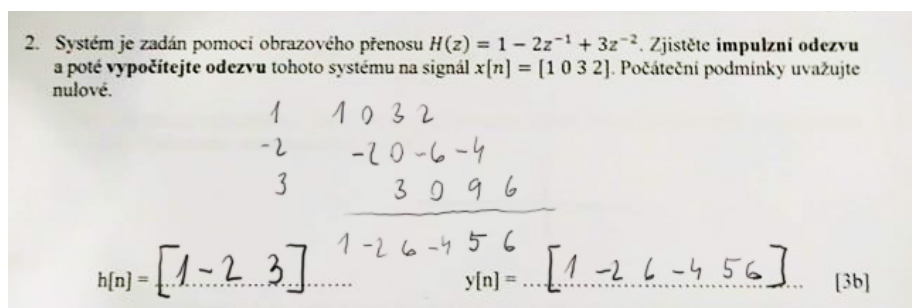 2. Systém je zadán pomocí obrazového přenosu H(z) = 1 − 2z⁻¹ + 3z⁻². Zjistěte impulzní odezvu
a poté vypočítejte odezvu tohoto systému na signál x[n] = [1 0 3 2]. Počáteční podmínky uvažujte
nulové.
1 1 0 3 2
-2 -2 0 -6 -4
3 3 0 9 6
1 -2 6 -4 5 6
h[n] = [1 -2 3] y[n] = [1 -2 6 -4 5 6] [3b]